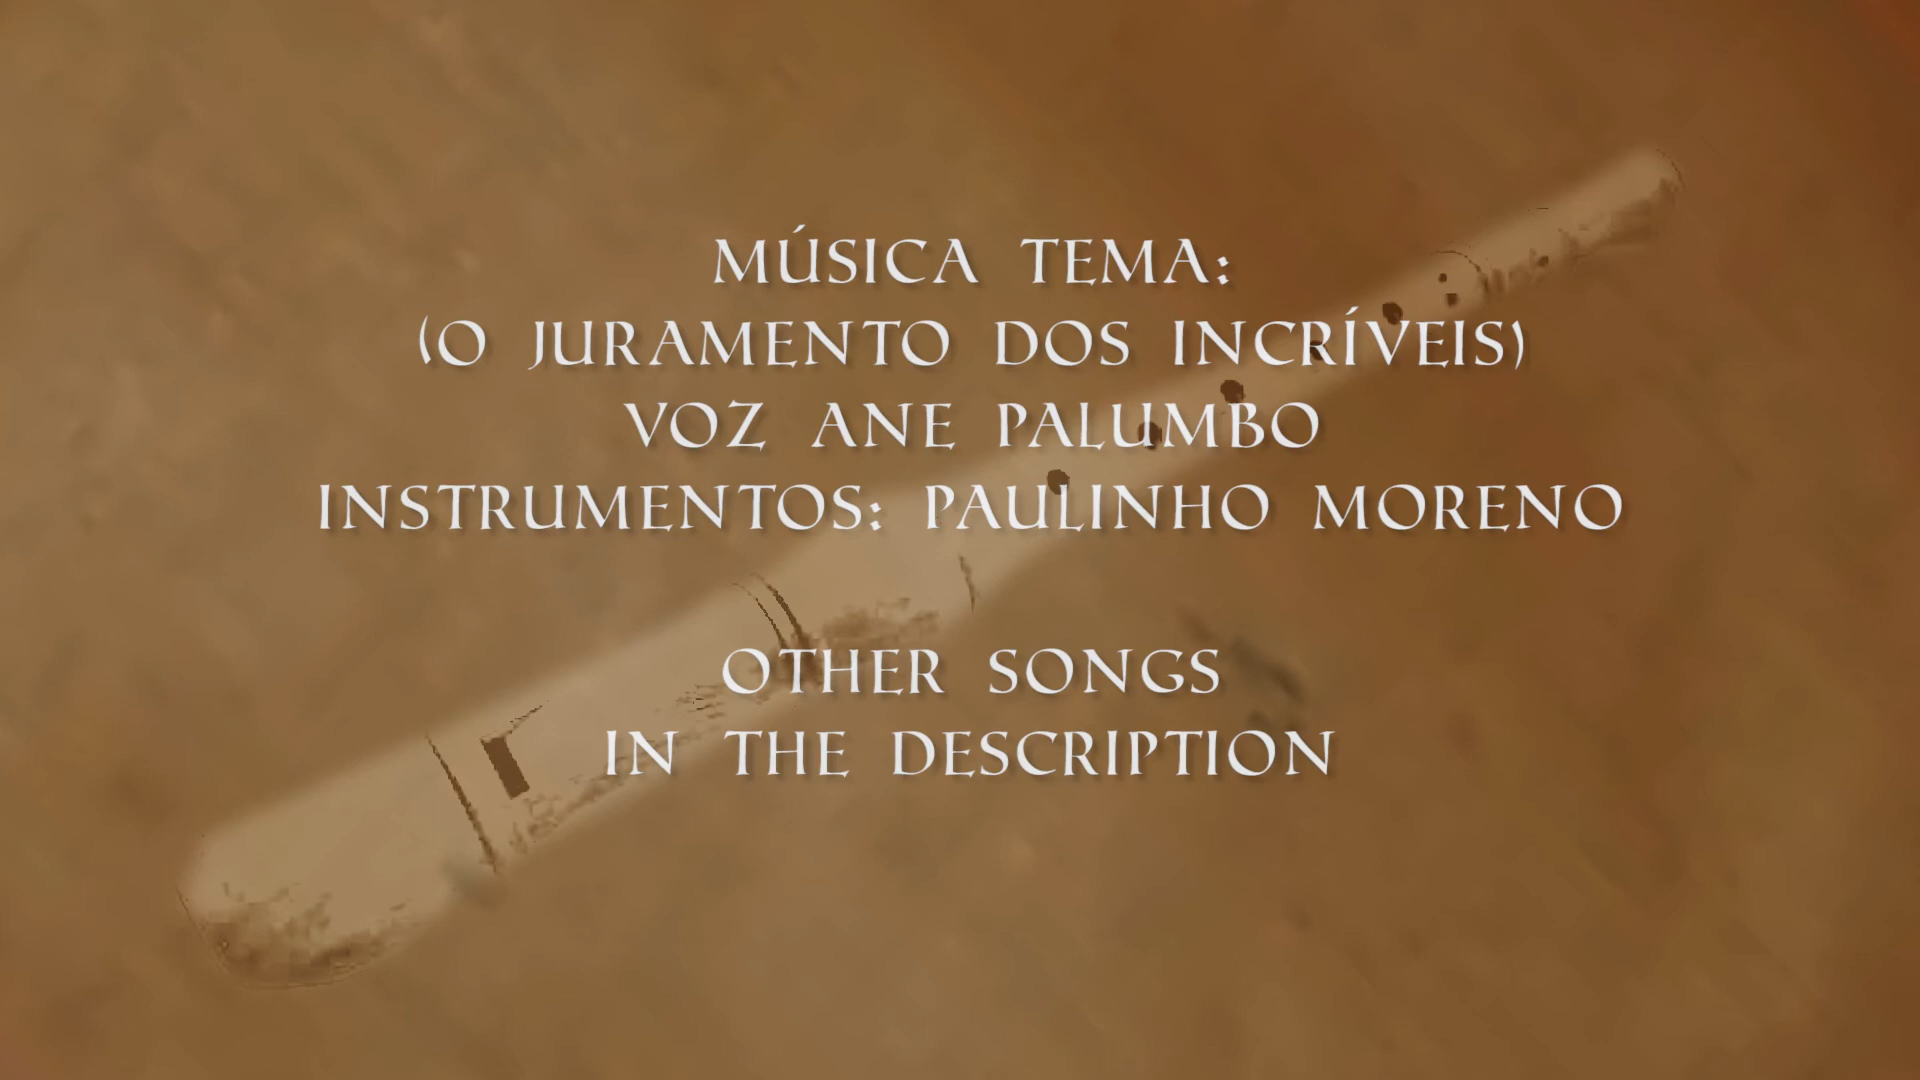 MÚSICA TEMA:
(O JURAMENTO DOS INCRÍVEIS)
VOZ ANE PALUMBO
INSTRUMENTOS: PAULINHO MORENO
OTHER SONGS
IN THE DESCRIPTION